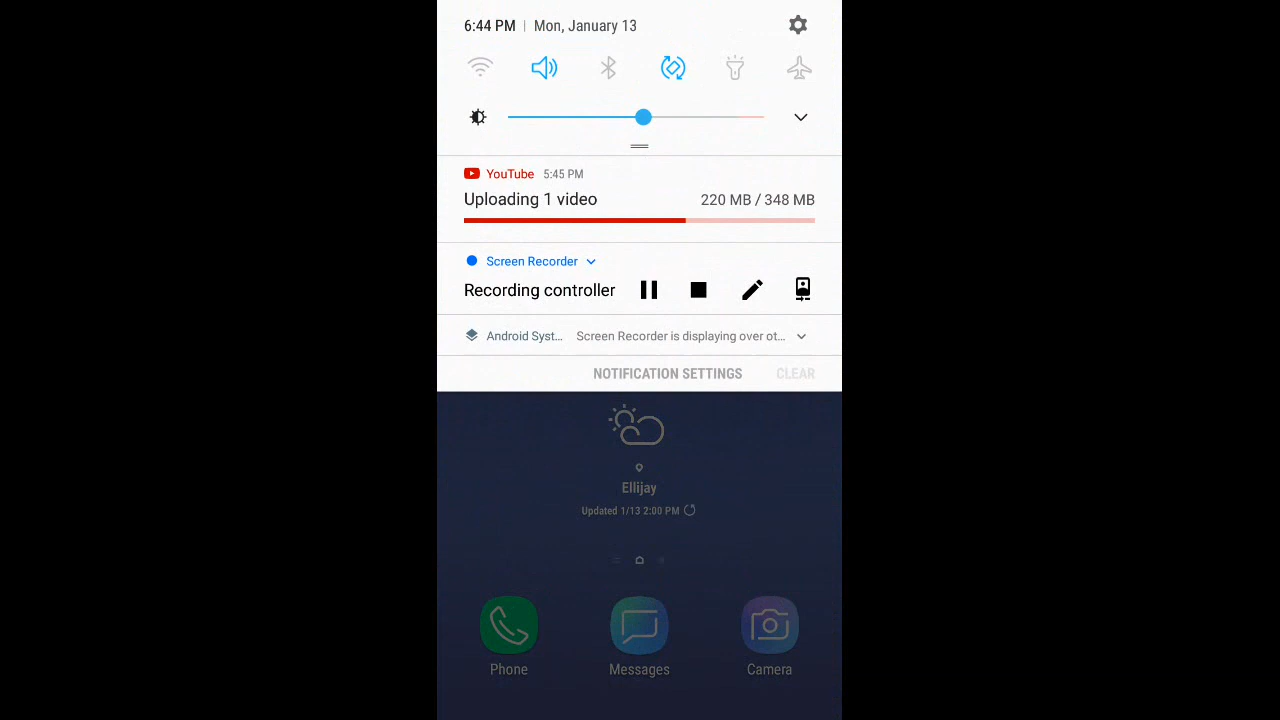 6:44 PM | Mon, January 13
YouTube 5:45 PM
Uploading 1 video 220 MB / 348 MB
Screen Recorder
Recording controller
Android Syst... Screen Recorder is displaying over ot...
NOTIFICATION SETTINGS CLEAR
Ellijay
Updated 1/13 2:00 PM
Phone Messages Camera